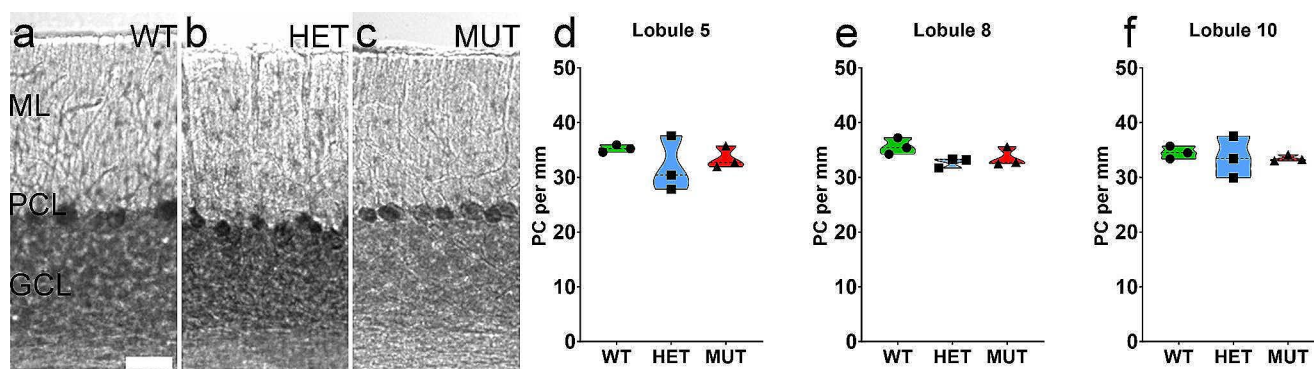 a WT
b HET
c MUT
ML
PCL
GCL
d Lobule 5
50
40
30
20
10
0
PC per mm
WT HET MUT
e Lobule 8
50
40
30
20
10
0
PC per mm
WT HET MUT
f Lobule 10
50
40
30
20
10
0
PC per mm
WT HET MUT